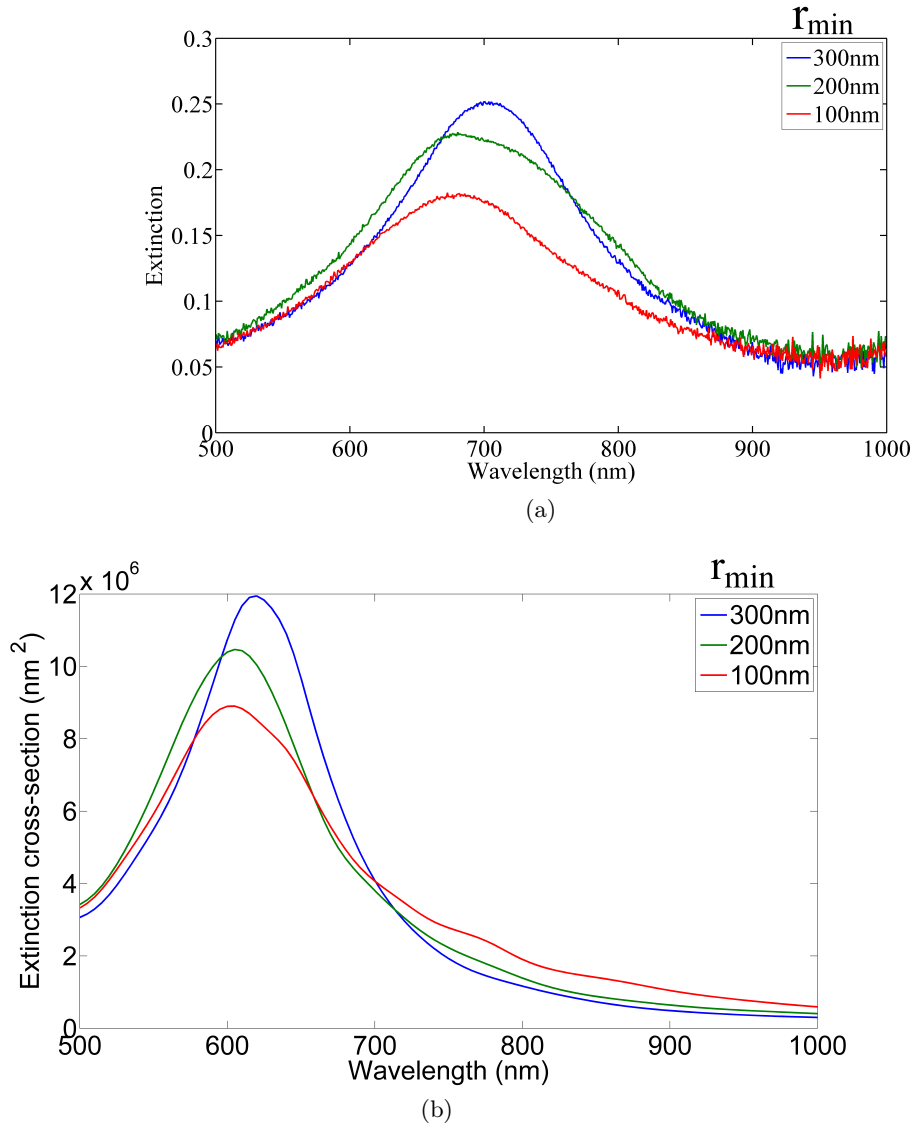 r_min
300nm
200nm
100nm
0.3
0.25
0.2
0.15
0.1
0.05
0
Extinction
500 600 700 800 900 1000
Wavelength (nm)
(a)
r_min
300nm
200nm
100nm
12 × 10^6
10
8
6
4
2
0
Extinction cross-section (nm^2)
500 600 700 800 900 1000
Wavelength (nm)
(b)